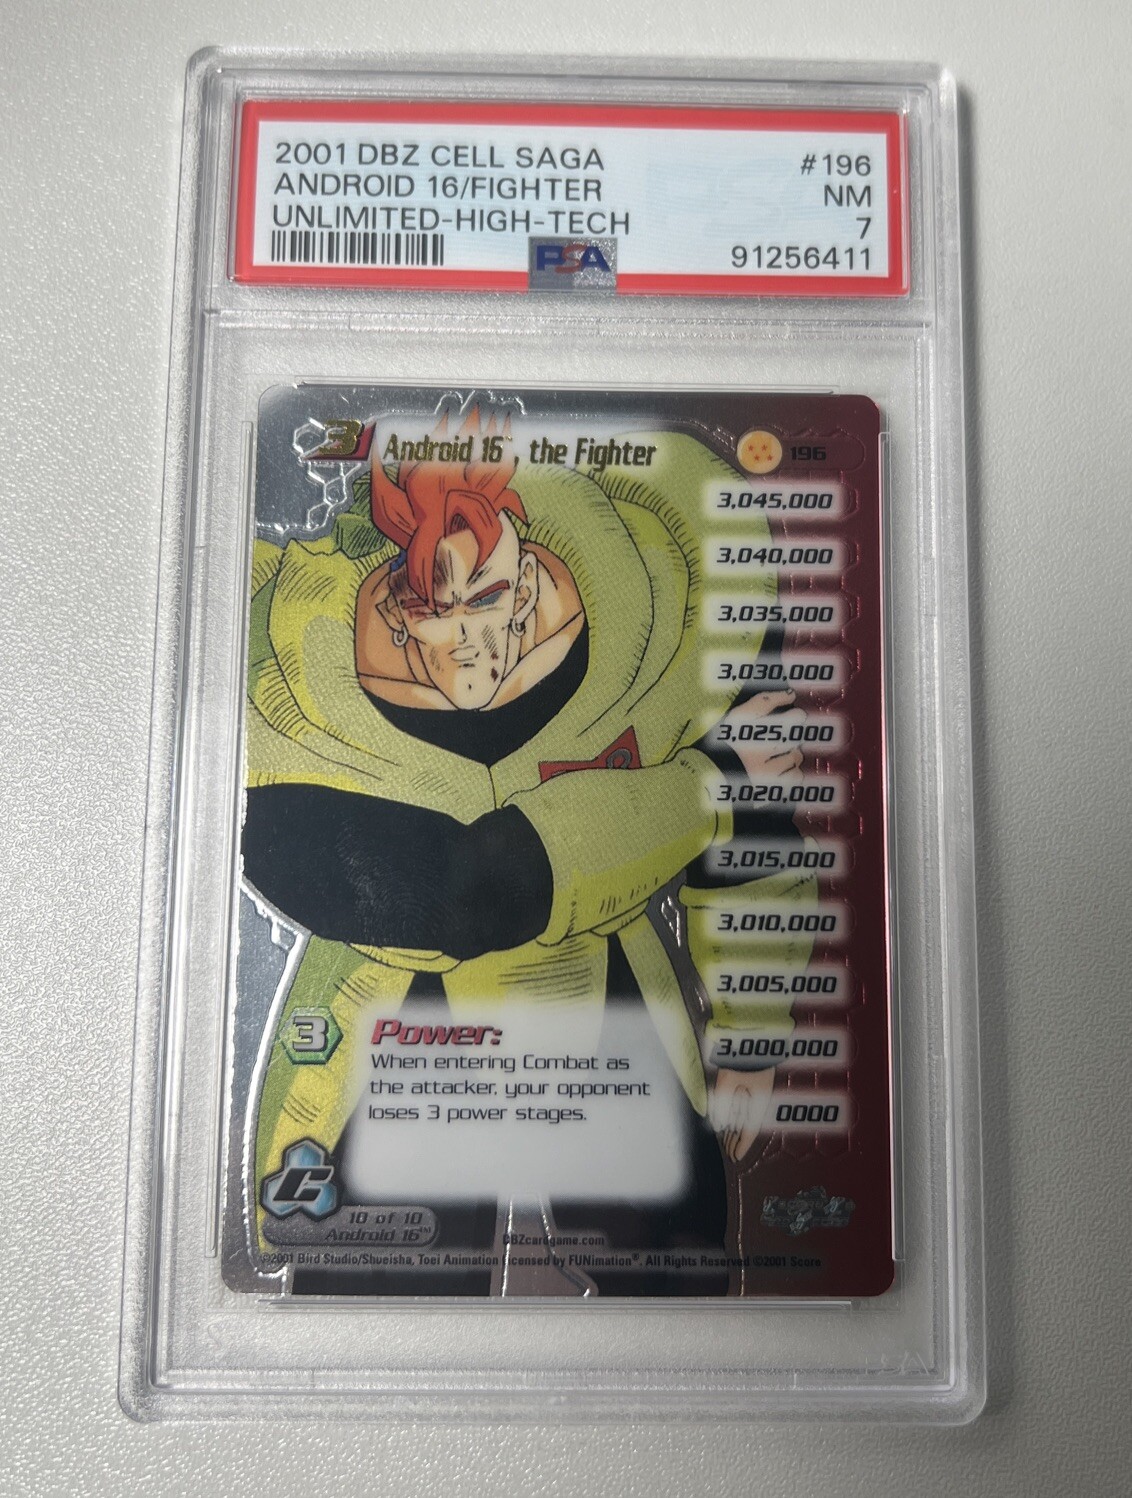 2001 DBZ CELL SAGA #196
ANDROID 16/FIGHTER NM
UNLIMITED-HIGH-TECH 7
PSA 91256411
3 Android 16™, the Fighter 196
3,045,000
3,040,000
3,035,000
3,030,000
3,025,000
3,020,000
3,015,000
3,010,000
3,005,000
3,000,000
0000
3 Power:
When entering Combat as
the attacker, your opponent
loses 3 power stages.
C
10 of 10
Android 16™
DBZcardgame.com
©2001 Bird Studio/Shueisha, Toei Animation Licensed by FUNimation®. All Rights Reserved ©2001 Score